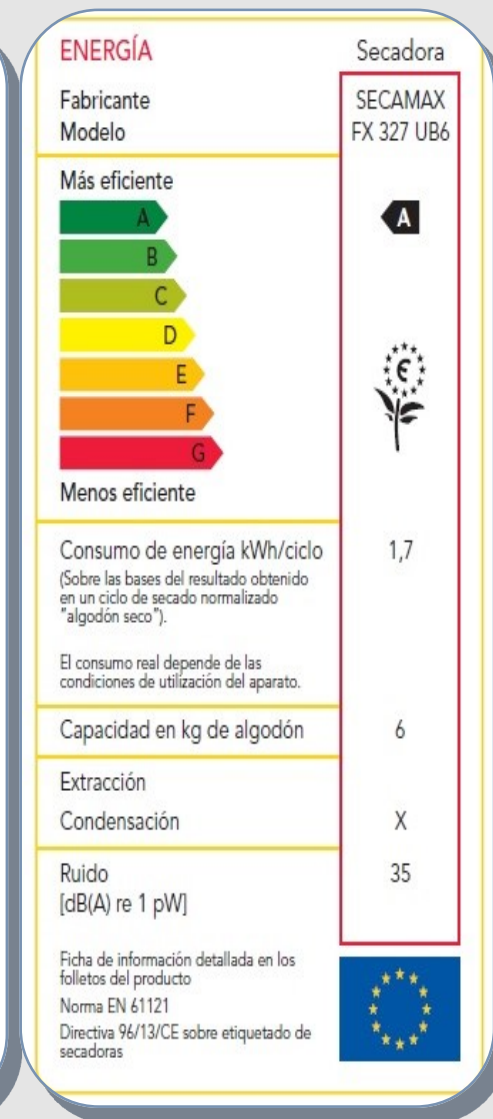 ENERGÍA Secadora
Fabricante SECAMAX
Modelo FX 327 UB6
Más eficiente
A A
B
C
D
E
F
G
Menos eficiente
Consumo de energía kWh/ciclo 1,7
(Sobre las bases del resultado obtenido
en un ciclo de secado normalizado
"algodón seco").
El consumo real depende de las
condiciones de utilización del aparato.
Capacidad en kg de algodón 6
Extracción
Condensación X
Ruido 35
[dB(A) re 1 pW]
Ficha de información detallada en los
folletos del producto
Norma EN 61121
Directiva 96/13/CE sobre etiquetado de
secadoras